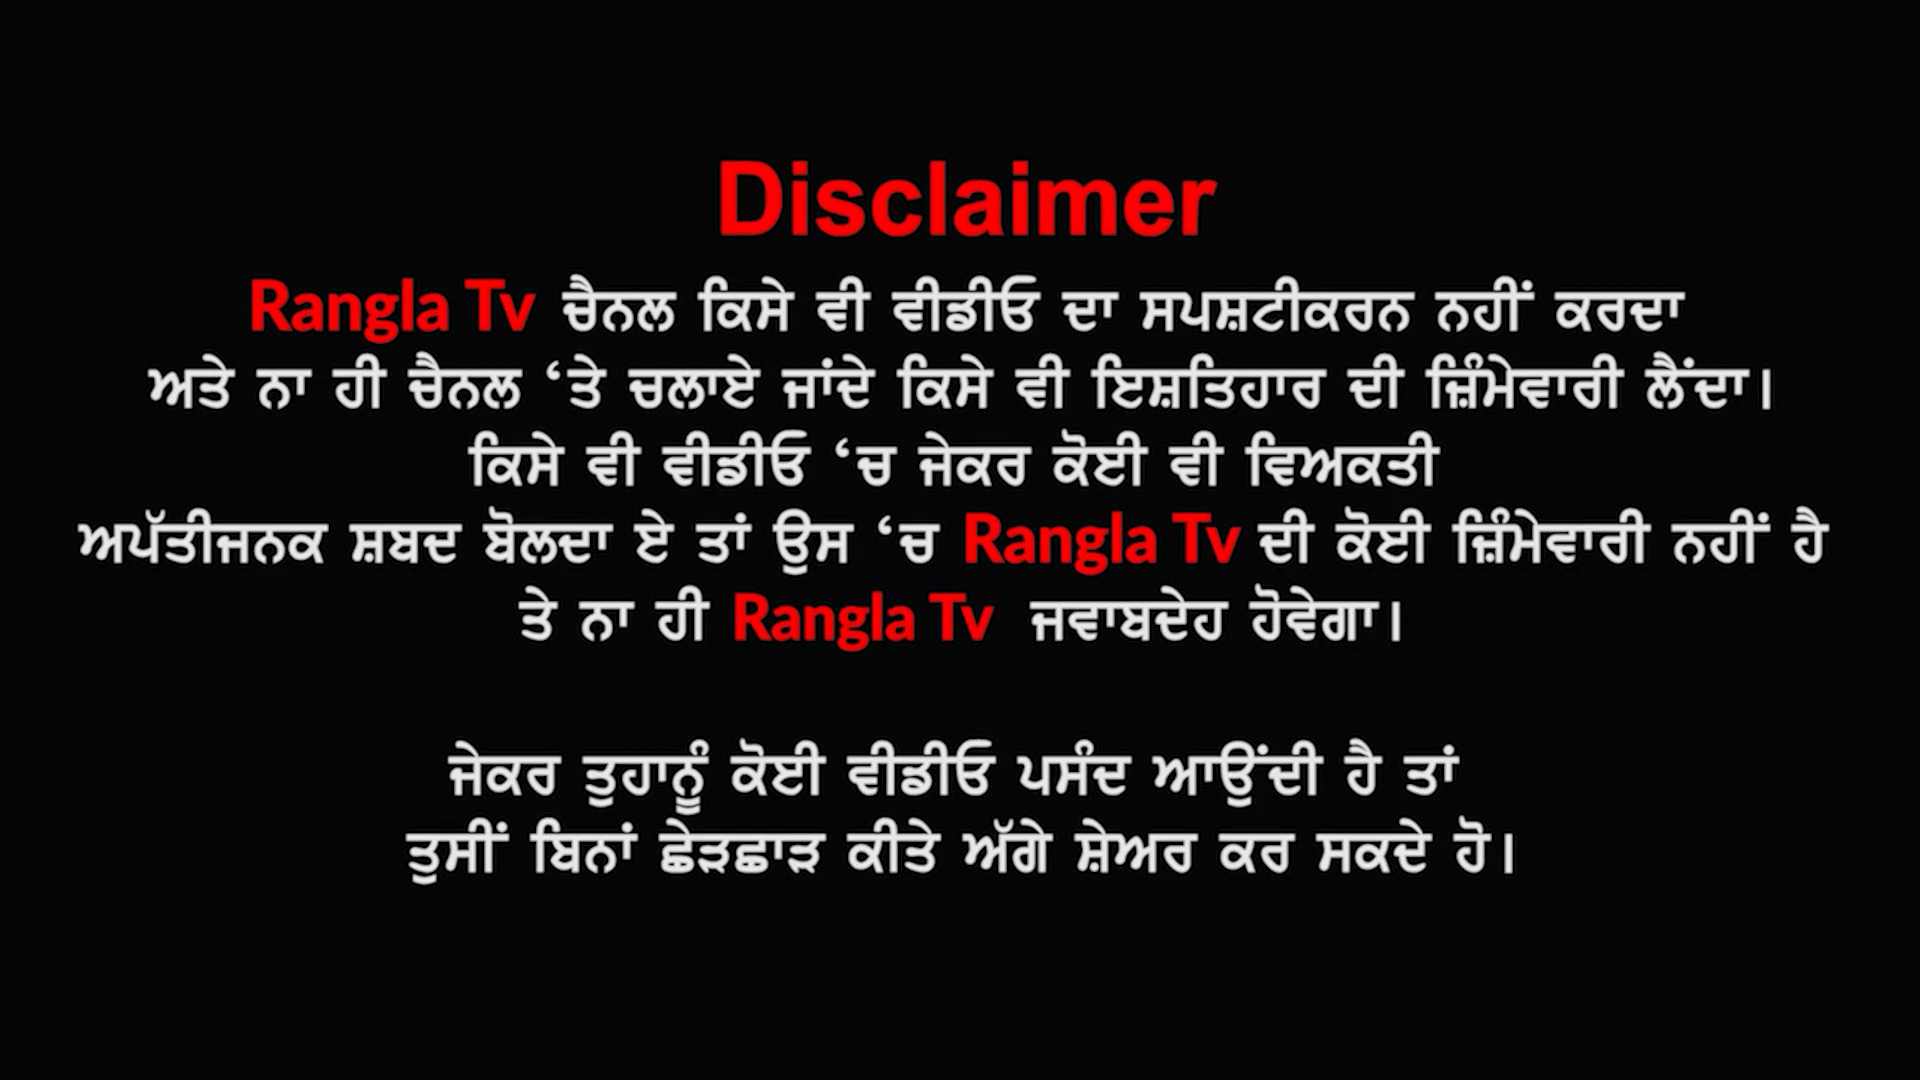 Disclaimer
Rangla Tv ਚੈਨਲ ਕਿਸੇ ਵੀ ਵੀਡੀਓ ਦਾ ਸਪਸ਼ਟੀਕਰਨ ਨਹੀਂ ਕਰਦਾ
ਅਤੇ ਨਾ ਹੀ ਚੈਨਲ ‘ਤੇ ਚਲਾਏ ਜਾਂਦੇ ਕਿਸੇ ਵੀ ਇਸ਼ਤਿਹਾਰ ਦੀ ਜ਼ਿੰਮੇਵਾਰੀ ਲੈਂਦਾ।
ਕਿਸੇ ਵੀ ਵੀਡੀਓ ‘ਚ ਜੇਕਰ ਕੋਈ ਵੀ ਵਿਅਕਤੀ
ਅਪੱਤੀਜਨਕ ਸ਼ਬਦ ਬੋਲਦਾ ਏ ਤਾਂ ਉਸ ‘ਚ Rangla Tv ਦੀ ਕੋਈ ਜ਼ਿੰਮੇਵਾਰੀ ਨਹੀਂ ਹੈ
ਤੇ ਨਾ ਹੀ Rangla Tv ਜਵਾਬਦੇਹ ਹੋਵੇਗਾ।
ਜੇਕਰ ਤੁਹਾਨੂੰ ਕੋਈ ਵੀਡੀਓ ਪਸੰਦ ਆਉਂਦੀ ਹੈ ਤਾਂ
ਤੁਸੀਂ ਬਿਨਾਂ ਛੇੜਛਾੜ ਕੀਤੇ ਅੱਗੇ ਸ਼ੇਅਰ ਕਰ ਸਕਦੇ ਹੋ।